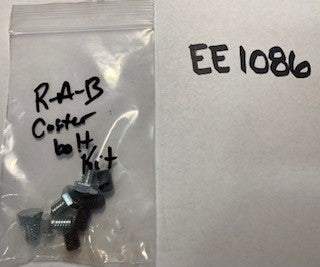 R-A-B
Caster
bolt
Kit
EE1086